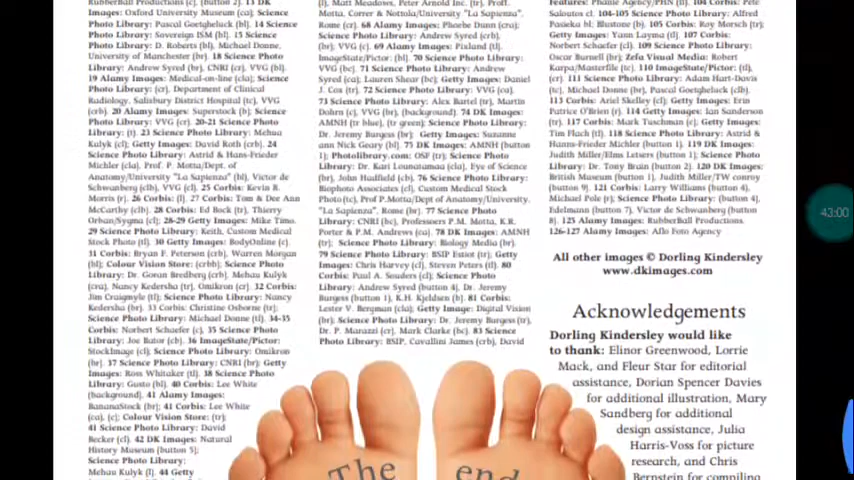 RubberBall Productions (c). 13 DK
Images: Oxford University Museum (ca); Science
Photo Library: Pascal Goetgheluck (bl). 14 Science
Photo Library: Sovereign ISM (bl). 15 Science
Photo Library: D. Roberts (bl), Michael Donne,
University of Manchester (br). 18 Science
Photo Library: Andrew Syred (br), CNRI (cr), VVG (bl).
19 Alamy Images: Medical-on-line (cla); Science
Photo Library: (cr), Department of Clinical
Radiology, Salisbury District Hospital (tc), VVG
(crb). 20 Alamy Images: Superstock (b); Science
Photo Library: VVG (cr). 20-21 Science Photo
Library: (t). 23 Science Photo Library: Mehau
Kulyk (cl); Getty Images: David Roth (crb). 24
Science Photo Library: Astrid & Hanns-Frieder
Michler (cla), Prof. P. Motta/Dept. of
Anatomy/University "La Sapienza" (bl), Victor de
Schwanberg (clb), VVG (cl). 25 Corbis: Kevin R.
Morris (r). 26 Corbis: (l). 27 Corbis: Tom & Dee Ann
McCarthy (clb). 28 Corbis: Ed Bock (tr), Thierry
Orban/Sygma (cl); 28-29 Getty Images: Mike Timo.
29 Science Photo Library: Keith, Custom Medical
Stock Photo (tl). 30 Getty Images: BodyOnline (c).
31 Corbis: Bryan F. Peterson (crb), Warren Morgan
(bl); Colour Vision Store: (crbb); Science Photo
Library: Dr. Goran Bredberg (crb), Mehau Kulyk
(cra), Nancy Kedersha (tr), Omikron (cr). 32 Corbis:
Jim Craigmyle (tl); Science Photo Library: Nancy
Kedersha (br). 33 Corbis: Christine Osborne (tr);
Science Photo Library: Michael Donne (tl). 34-35
Corbis: Norbert Schaefer (c). 35 Science Photo
Library: Joe Bator (cb). 36 ImageState/Pictor: (bl);
StockImage (cl); Science Photo Library: Omikron
(br). 37 Science Photo Library: CNRI (br); Getty
Images: Ross Whitaker (tl). 38 Science Photo
Library: Gusto (bl). 40 Corbis: Lee White
(background). 41 Alamy Images:
BananaStock (br); 41 Corbis: Lee White
(c), (c); Colour Vision Store: (tr);
41 Science Photo Library: David
Becker (cl). 42 DK Images: Natural
History Museum (button 5);
Science Photo Library:
Mehau Kulyk (l). 44 Getty
(l), Matt Meadows, Peter Arnold Inc. (tr), Proff.
Motta, Correr & Nottola/University "La Sapienza",
Rome (cr). 68 Alamy Images: Phoebe Dunn (cra);
Science Photo Library: Andrew Syred (crb),
(br); VVG (c). 69 Alamy Images: Pixland (tl);
ImageState/Pictor: (bl). 70 Science Photo
Library: VVG (c). 71 Science Photo Library: Andrew
Syred (ca), Lauren Shear (bc); Getty Images: Daniel
J. Cox (tr). 72 Science Photo Library: VVG (ca).
73 Science Photo Library: Alex Bartel (tr), Martin
Dohrn (c), VVG (br), (background). 74 DK Images:
AMNH (tr blue), (tr green); Science Photo Library:
Dr. Jeremy Burgess (br); Getty Images: Suzanne
ann Nick Geary (bl). 75 DK Images: AMNH (button
1); Photolibrary.com: OSF (tr); Science Photo
Library: Dr. Kari Lounatamaa (cla), Eye of Science
(br), John Hadfield (cb). 76 Science Photo Library:
Biophoto Associates (cl), Custom Medical Stock
Photo (tc), Prof P.Motta/Dept of Anatomy/University,
"La Sapienza", Rome (br). 77 Science Photo
Library: CNRI (bc), Professors P.M. Motta, K.R.
Porter & P.M. Andrews (ca). 78 DK Images: AMNH
(tr); Science Photo Library: Biology Media (br).
79 Science Photo Library: BSIP Estiot (tr); Getty
Images: Chris Harvey (cl), Steven Peters (tl). 80
Corbis: Paul A. Souders (cl); Science Photo
Library: Andrew Syred (button 4), Dr. Jeremy
Burgess (button 1), K.H. Kjeldsen (b). 81 Corbis:
Lester V. Bergman (cla); Getty Image: Digital Vision
(br); Science Photo Library: Dr. Jeremy Burgess (tr),
Dr. P. Marazzi (cr), Mark Clarke (bc). 83 Science
Photo Library: BSIP, Cavallini James (crb), David
Features: Phanie Agency/PHN (tl). 104 Corbis: Pete
Saloutos cl. 104-105 Science Photo Library: Alfred
Pasieka bc; Bluestone (b). 105 Corbis: Roy Morsch (tr);
Getty Images: Yann Layma (cl). 107 Corbis:
Norbert Schaefer (cl). 109 Science Photo Library:
Oscar Burnell (br); Zefa Visual Media: Robert
Karpa/Masterfile (tc). 110 ImageState/Pictor: (tl),
(cr). 111 Science Photo Library: Adam Hart-Davis
(tc), Michael Donne (br), Pascal Goetgheluck (clb).
113 Corbis: Ariel Skelley (cl); Getty Images: Erin
Patrice O'Brien (r). 114 Getty Images: Ian Sanderson
(tr). 117 Corbis: Mark Tuschman (c). Getty Images:
Tim Flach (tl). 118 Science Photo Library: Astrid &
Hanns-Frieder Michler (button 1). 119 DK Images:
Judith Miller/Elms Letsers (button 1); Science Photo
Library: Dr. Tony Brain (button 2). 120 DK Images:
British Museum (button 1), Judith Miller/TW conroy
(button 9). 121 Corbis: Larry Williams (button 4),
Michael Pole (r); Science Photo Library: (button 4),
Edelmann (button 7), Victor de Schwanberg (button
8). 125 Alamy Images: RubberBall Productions.
126-127 Alamy Images: Aflo Foto Agency
All other images © Dorling Kindersley
www.dkimages.com
Acknowledgements
Dorling Kindersley would like
to thank: Elinor Greenwood, Lorrie
Mack, and Fleur Star for editorial
assistance, Dorian Spencer Davies
for additional illustration, Mary
Sandberg for additional
design assistance, Julia
Harris-Voss for picture
research, and Chris
Bernstein for compiling
The end
43:00